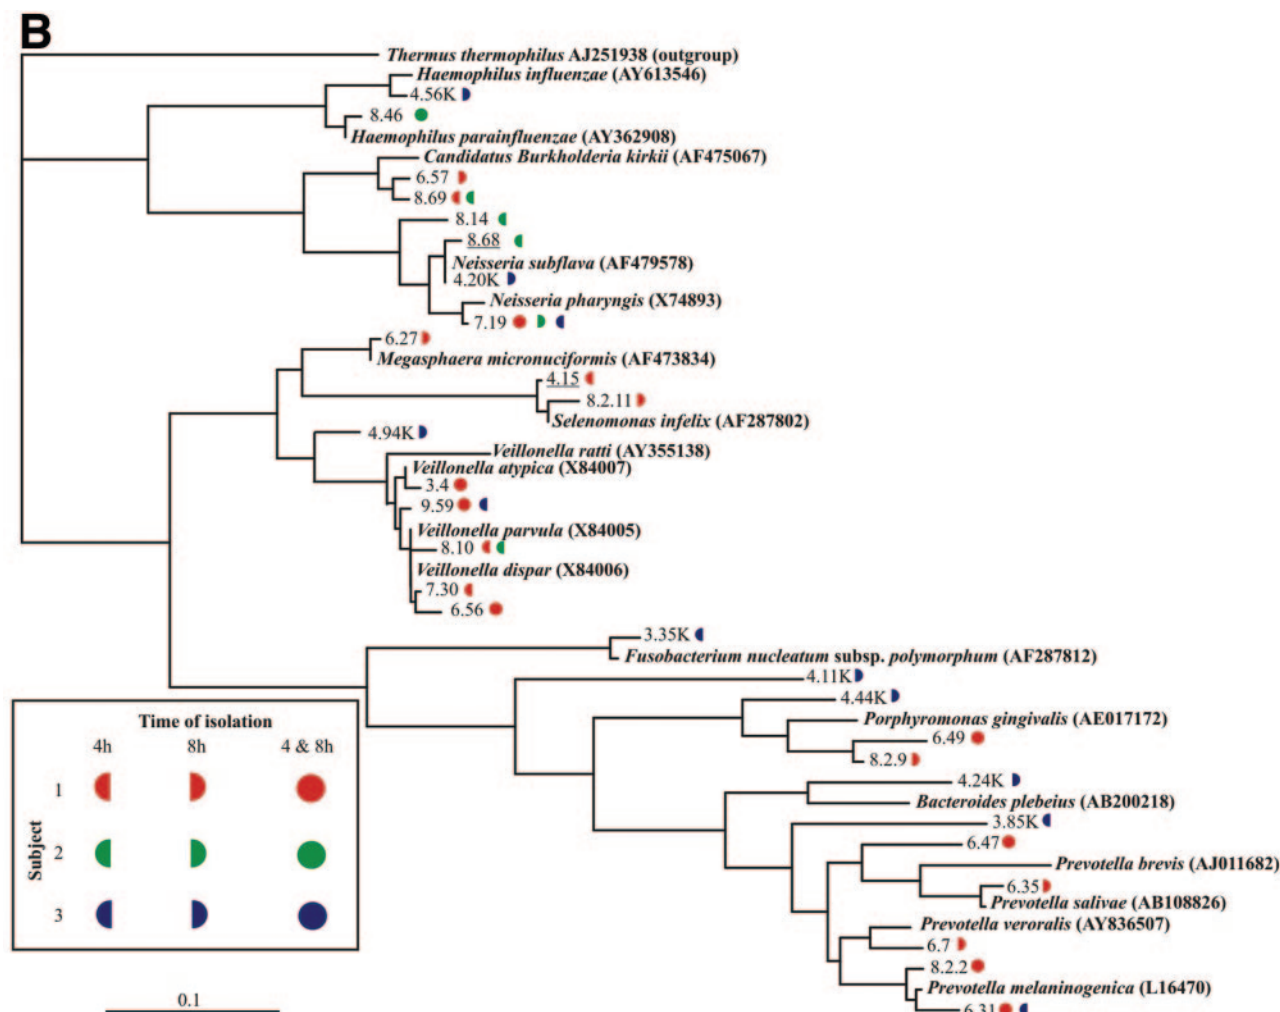 B
Thermus thermophilus AJ251938 (outgroup)
Haemophilus influenzae (AY613546)
4.56K
8.46
Haemophilus parainfluenzae (AY362908)
Candidatus Burkholderia kirkii (AF475067)
6.57
8.69
8.14
8.68
Neisseria subflava (AF479578)
4.20K
Neisseria pharyngis (X74893)
7.19
6.27
Megasphaera micronuciformis (AF473834)
4.15
8.2.11
Selenomonas infelix (AF287802)
4.94K
Veillonella ratti (AY355138)
Veillonella atypica (X84007)
3.4
9.59
Veillonella parvula (X84005)
8.10
Veillonella dispar (X84006)
7.30
6.56
3.35K
Fusobacterium nucleatum subsp. polymorphum (AF287812)
4.11K
4.44K
Porphyromonas gingivalis (AE017172)
6.49
8.2.9
4.24K
Bacteroides plebeius (AB200218)
3.85K
6.47
Prevotella brevis (AJ011682)
6.35
Prevotella salivae (AB108826)
Prevotella veroralis (AY836507)
6.7
8.2.2
Prevotella melaninogenica (L16470)
6.31
Time of isolation
4h 8h 4 & 8h
Subject
1
2
3
0.1